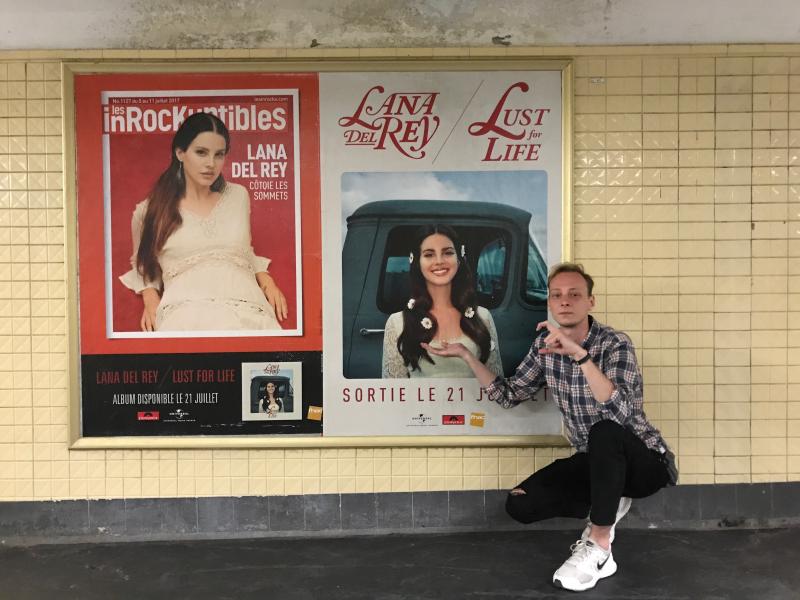 No.1127 du 5 au 11 juillet 2017
lesinrocks.com
les
inRocKuptibles
LANA
DEL REY
CÔTOIE LES
SOMMETS
LANA DEL REY / LUST FOR LIFE
ALBUM DISPONIBLE LE 21 JUILLET
fnac
LANA
DEL REY
LUST
for
LIFE
SORTIE LE 21
fnac